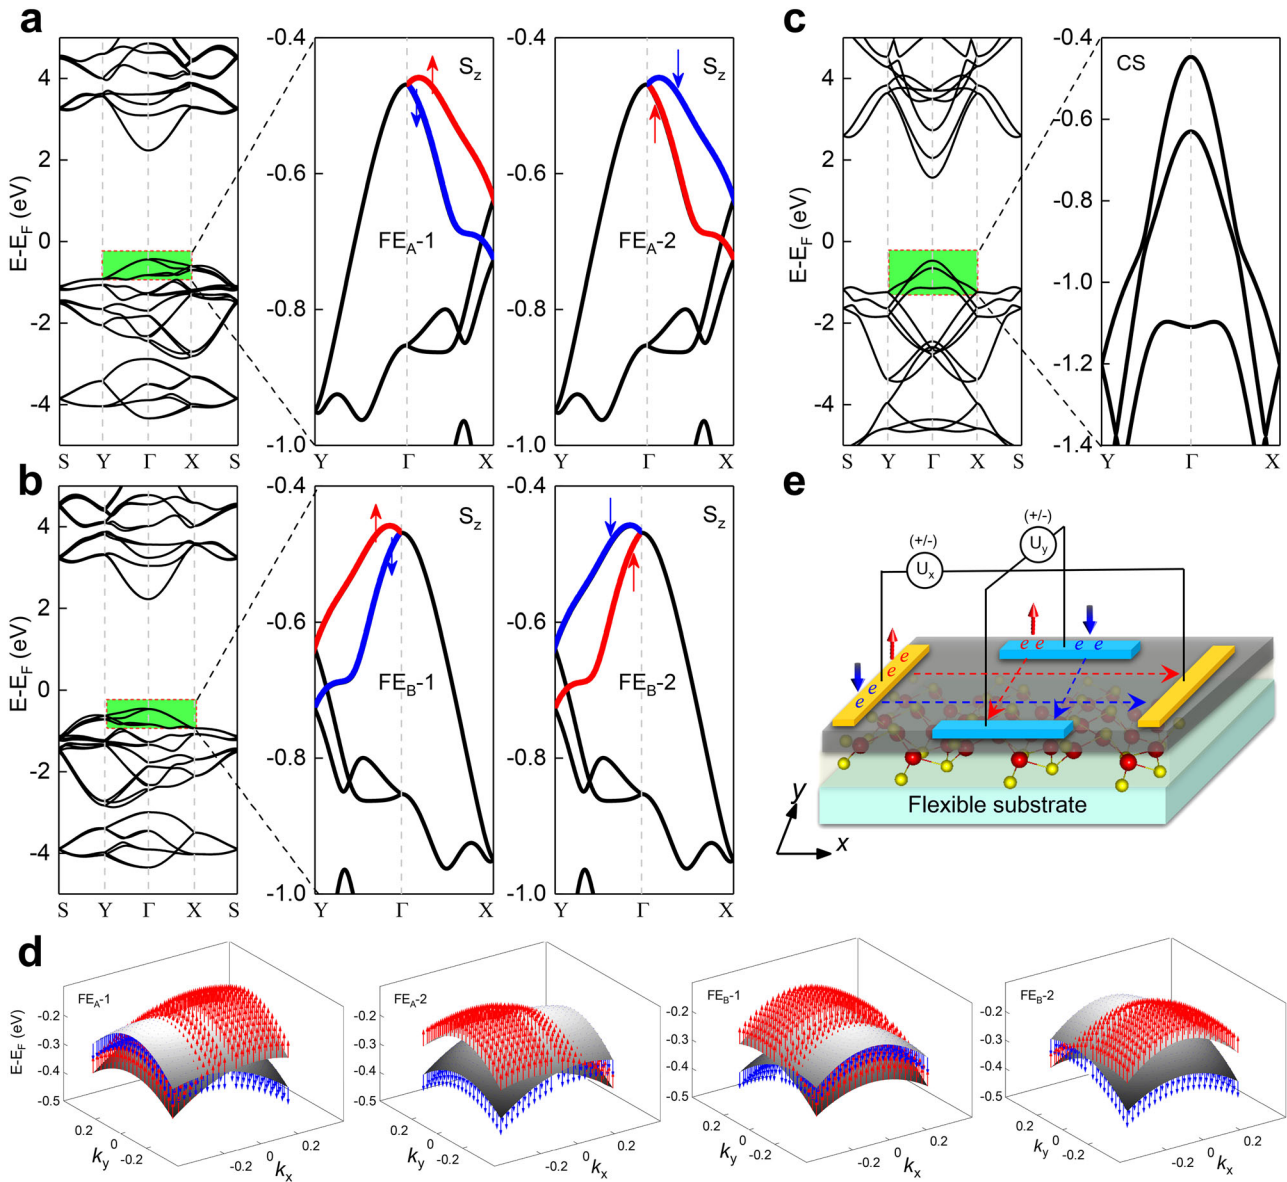 a
E-E_F (eV)
4
2
0
-2
-4
S Y Γ X S
-0.4
-0.6
-0.8
-1.0
S_z
FE_A-1
Y Γ X
-0.4
-0.6
-0.8
-1.0
S_z
FE_A-2
Y Γ X
c
E-E_F (eV)
4
2
0
-2
-4
S Y Γ X S
-0.4
-0.6
-0.8
-1.0
-1.2
-1.4
CS
Y Γ X
b
E-E_F (eV)
4
2
0
-2
-4
S Y Γ X S
-0.4
-0.6
-0.8
-1.0
S_z
FE_B-1
Y Γ X
-0.4
-0.6
-0.8
-1.0
S_z
FE_B-2
Y Γ X
e
(+/-)
U_y
(+/-)
U_x
e e e e
e
e
e
Flexible substrate
y
x
d
FE_A-1
E-E_F (eV)
-0.2
-0.3
-0.4
-0.5
0.2
0
-0.2
k_y
-0.2
0
0.2
k_x
FE_A-2
-0.2
-0.3
-0.4
-0.5
0.2
0
-0.2
k_y
-0.2
0
0.2
k_x
FE_B-1
-0.2
-0.3
-0.4
-0.5
0.2
0
-0.2
k_y
-0.2
0
0.2
k_x
FE_B-2
-0.2
-0.3
-0.4
-0.5
0.2
0
-0.2
k_y
-0.2
0
0.2
k_x